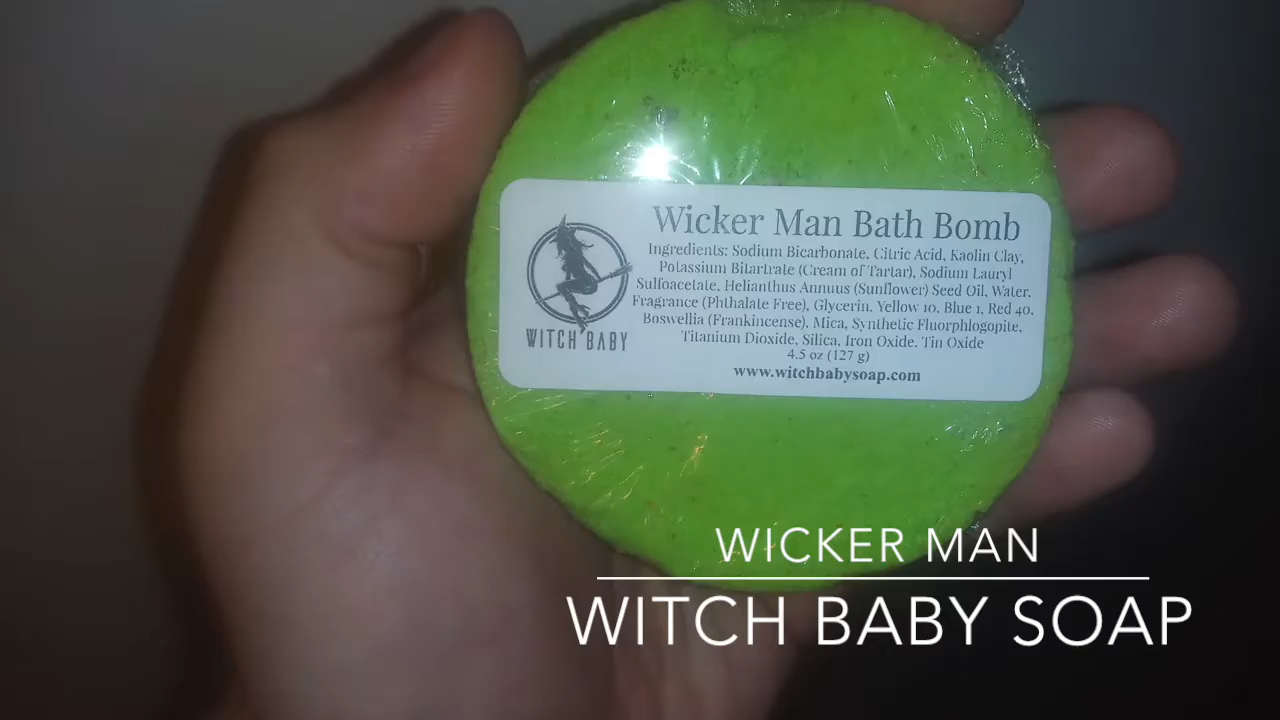 Wicker Man Bath Bomb
Ingredients: Sodium Bicarbonate, Citric Acid, Kaolin Clay,
Potassium Bitartrate (Cream of Tartar), Sodium Lauryl
Sulfoacetate, Helianthus Annuus (Sunflower) Seed Oil, Water.
Fragrance (Phthalate Free), Glycerin, Yellow 10, Blue 1, Red 40.
Boswellia (Frankincense). Mica, Synthetic Fluorphlogopite,
Titanium Dioxide, Silica, Iron Oxide. Tin Oxide
4.5 oz (127 g)
www.witchbabysoap.com
WITCH BABY
WICKER MAN
WITCH BABY SOAP